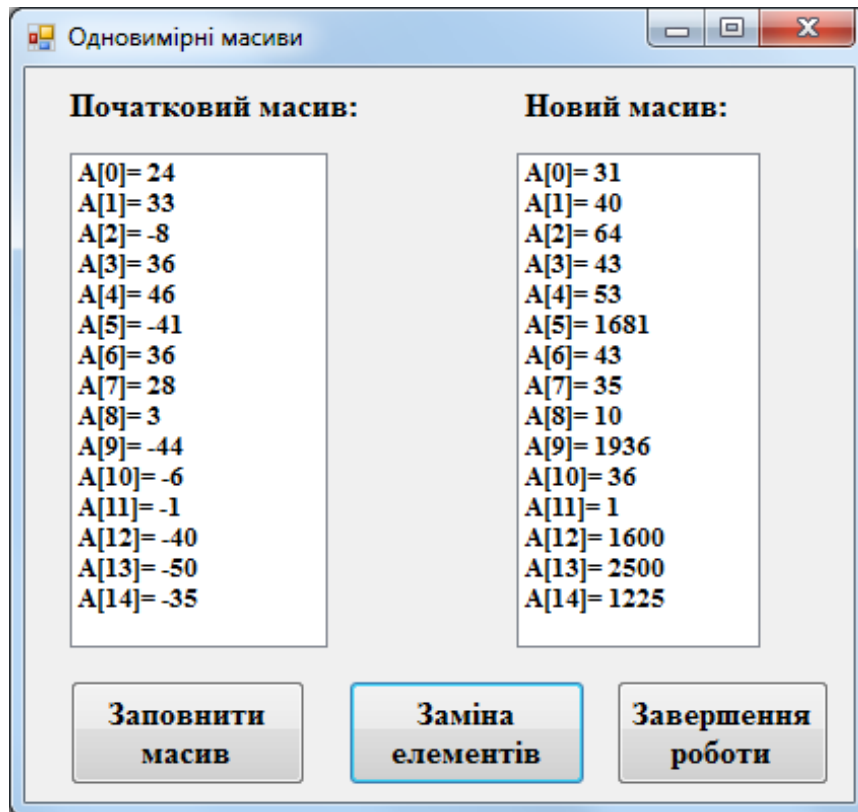 Одновимірні масиви
Початковий масив:
Новий масив:
A[0]= 24
A[1]= 33
A[2]= -8
A[3]= 36
A[4]= 46
A[5]= -41
A[6]= 36
A[7]= 28
A[8]= 3
A[9]= -44
A[10]= -6
A[11]= -1
A[12]= -40
A[13]= -50
A[14]= -35
A[0]= 31
A[1]= 40
A[2]= 64
A[3]= 43
A[4]= 53
A[5]= 1681
A[6]= 43
A[7]= 35
A[8]= 10
A[9]= 1936
A[10]= 36
A[11]= 1
A[12]= 1600
A[13]= 2500
A[14]= 1225
Заповнити
масив
Заміна
елементів
Завершення
роботи